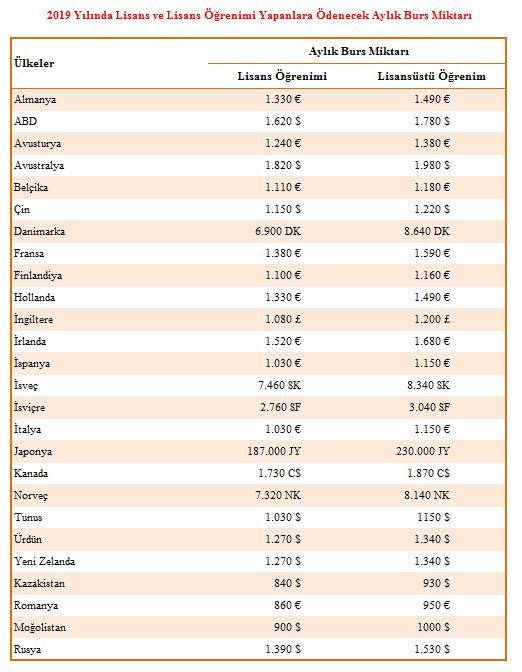 2019 Yılında Lisans ve Lisans Öğrenimi Yapanlara Ödenecek Aylık Burs Miktarı
Ülkeler Aylık Burs Miktarı
Lisans Öğrenimi Lisansüstü Öğrenim
Almanya 1.330 € 1.490 €
ABD 1.620 $ 1.780 $
Avusturya 1.240 € 1.380 €
Avustralya 1.820 $ 1.980 $
Belçika 1.110 € 1.180 €
Çin 1.150 $ 1.220 $
Danimarka 6.900 DK 8.640 DK
Fransa 1.380 € 1.590 €
Finlandiya 1.100 € 1.160 €
Hollanda 1.330 € 1.490 €
İngiltere 1.080 £ 1.200 £
İrlanda 1.520 € 1.680 €
İspanya 1.030 € 1.150 €
İsveç 7.460 SK 8.340 SK
İsviçre 2.760 SF 3.040 SF
İtalya 1.030 € 1.150 €
Japonya 187.000 JY 230.000 JY
Kanada 1.730 C$ 1.870 C$
Norveç 7.320 NK 8.140 NK
Tunus 1.030 $ 1150 $
Ürdün 1.270 $ 1.340 $
Yeni Zelanda 1.270 $ 1.340 $
Kazakistan 840 $ 930 $
Romanya 860 € 950 €
Moğolistan 900 $ 1000 $
Rusya 1.390 $ 1.530 $